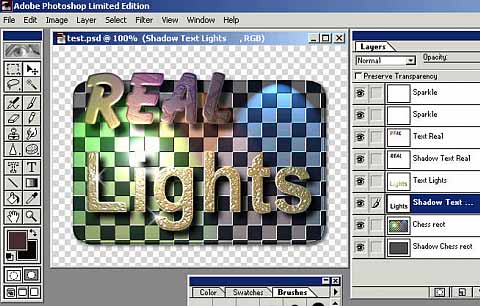 Adobe Photoshop Limited Edition
File Edit Image Layer Select Filter View Window Help
test.psd @ 100% (Shadow Text Lights , RGB)
REAL
Lights
Layers
Normal Opacity:
Preserve Transparency
Sparkle
Sparkle
Text Real
Shadow Text Real
Text Lights
Shadow Text ...
Chess rect
Shadow Chess rect
Color Swatches Brushes